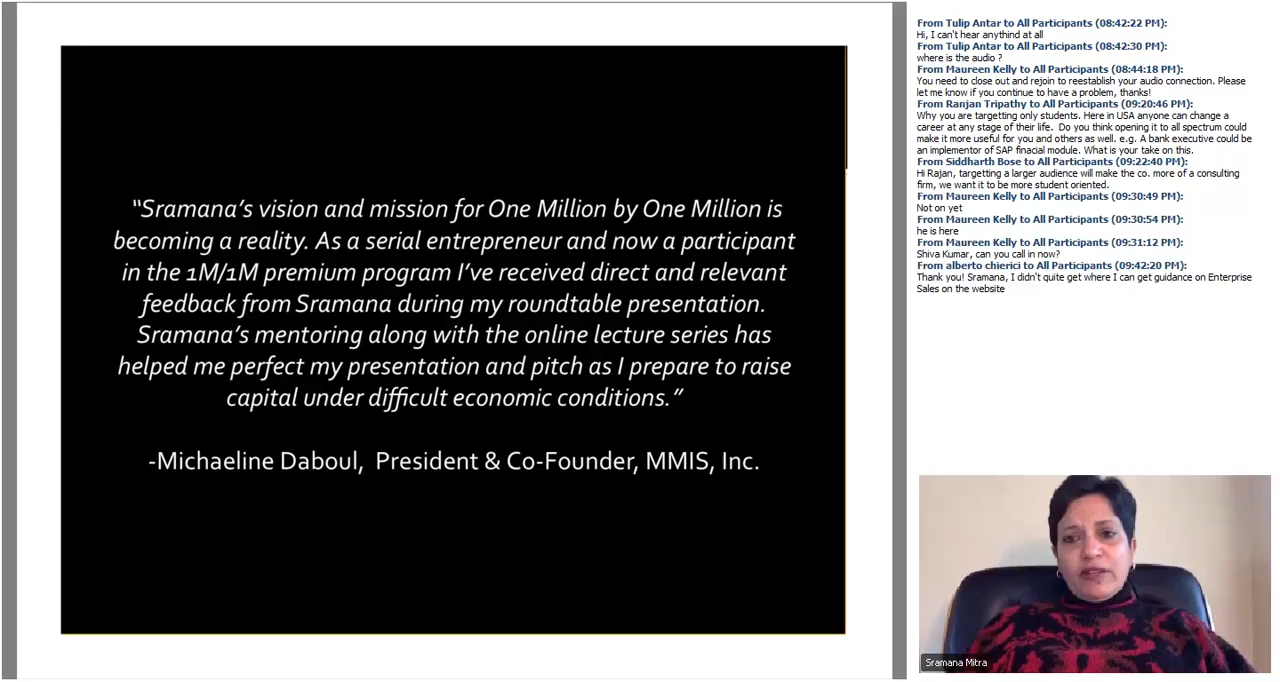 “Sramana’s vision and mission for One Million by One Million is
becoming a reality. As a serial entrepreneur and now a participant
in the 1M/1M premium program I’ve received direct and relevant
feedback from Sramana during my roundtable presentation.
Sramana’s mentoring along with the online lecture series has
helped me perfect my presentation and pitch as I prepare to raise
capital under difficult economic conditions.”
-Michaeline Daboul,  President & Co-Founder, MMIS, Inc.
From Tulip Antar to All Participants (08:42:22 PM):
Hi, I can't hear anythind at all
From Tulip Antar to All Participants (08:42:30 PM):
where is the audio ?
From Maureen Kelly to All Participants (08:44:18 PM):
You need to close out and rejoin to reestablish your audio connection. Please
let me know if you continue to have a problem, thanks!
From Ranjan Tripathy to All Participants (09:20:46 PM):
Why you are targetting only students. Here in USA anyone can change a
career at any stage of their life.  Do you think opening it to all spectrum could
make it more useful for you and others as well. e.g. A bank executive could be
an implementor of SAP finacial module. What is your take on this.
From Siddharth Bose to All Participants (09:22:40 PM):
Hi Rajan, targetting a larger audience will make the co. more of a consulting
firm, we want it to be more student oriented.
From Maureen Kelly to All Participants (09:30:49 PM):
Not on yet
From Maureen Kelly to All Participants (09:30:54 PM):
he is here
From Maureen Kelly to All Participants (09:31:12 PM):
Shiva Kumar, can you call in now?
From alberto chierici to All Participants (09:42:20 PM):
Thank you! Sramana, I didn't quite get where I can get guidance on Enterprise
Sales on the website
Sramana Mitra